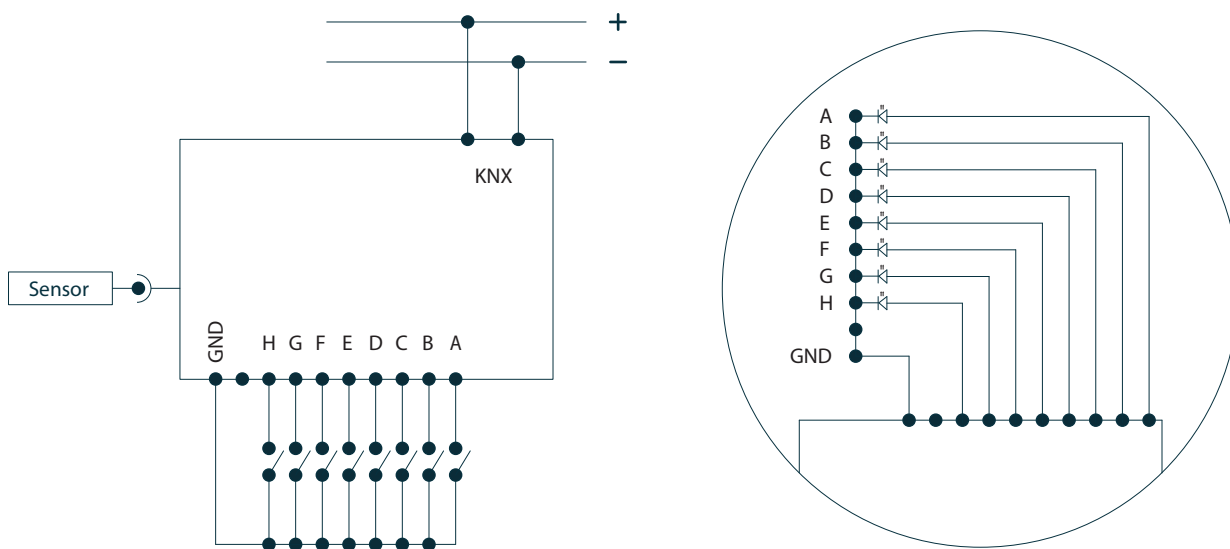 +
−
KNX
Sensor
GND H G F E D C B A
A
B
C
D
E
F
G
H
GND